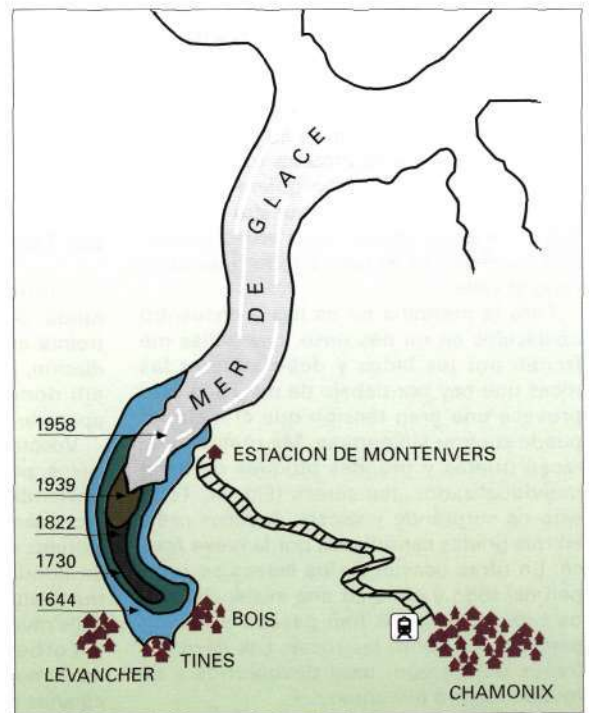 MER DE GLACE
1958
ESTACION DE MONTENVERS
1939
1822
1730
1644
BOIS
TINES
LEVANCHER
CHAMONIX